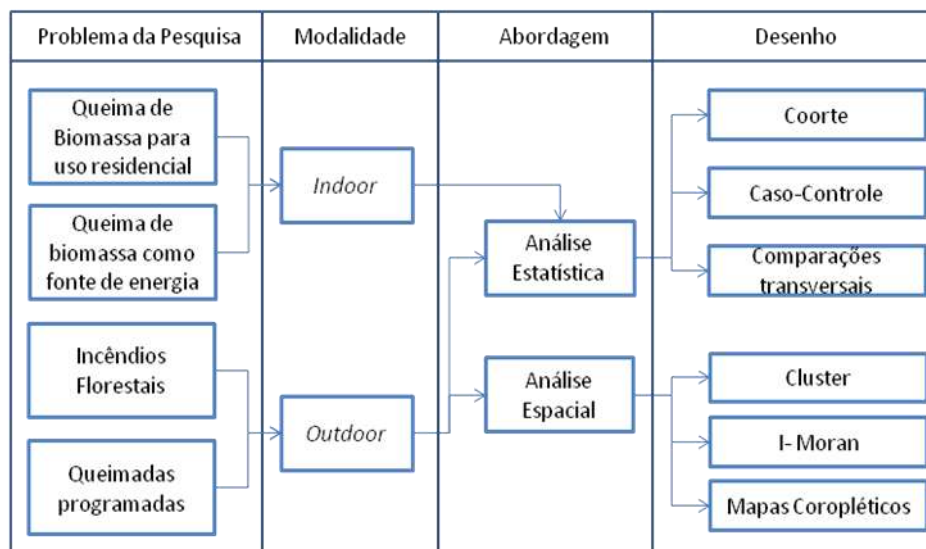 Problema da Pesquisa
Modalidade
Abordagem
Desenho
Queima de
Biomassa para
uso residencial
Queima de
biomassa como
fonte de energia
Incêndios
Florestais
Queimadas
programadas
Indoor
Outdoor
Análise
Estatística
Análise
Espacial
Coorte
Caso-Controle
Comparações
transversais
Cluster
I- Moran
Mapas Coropléticos